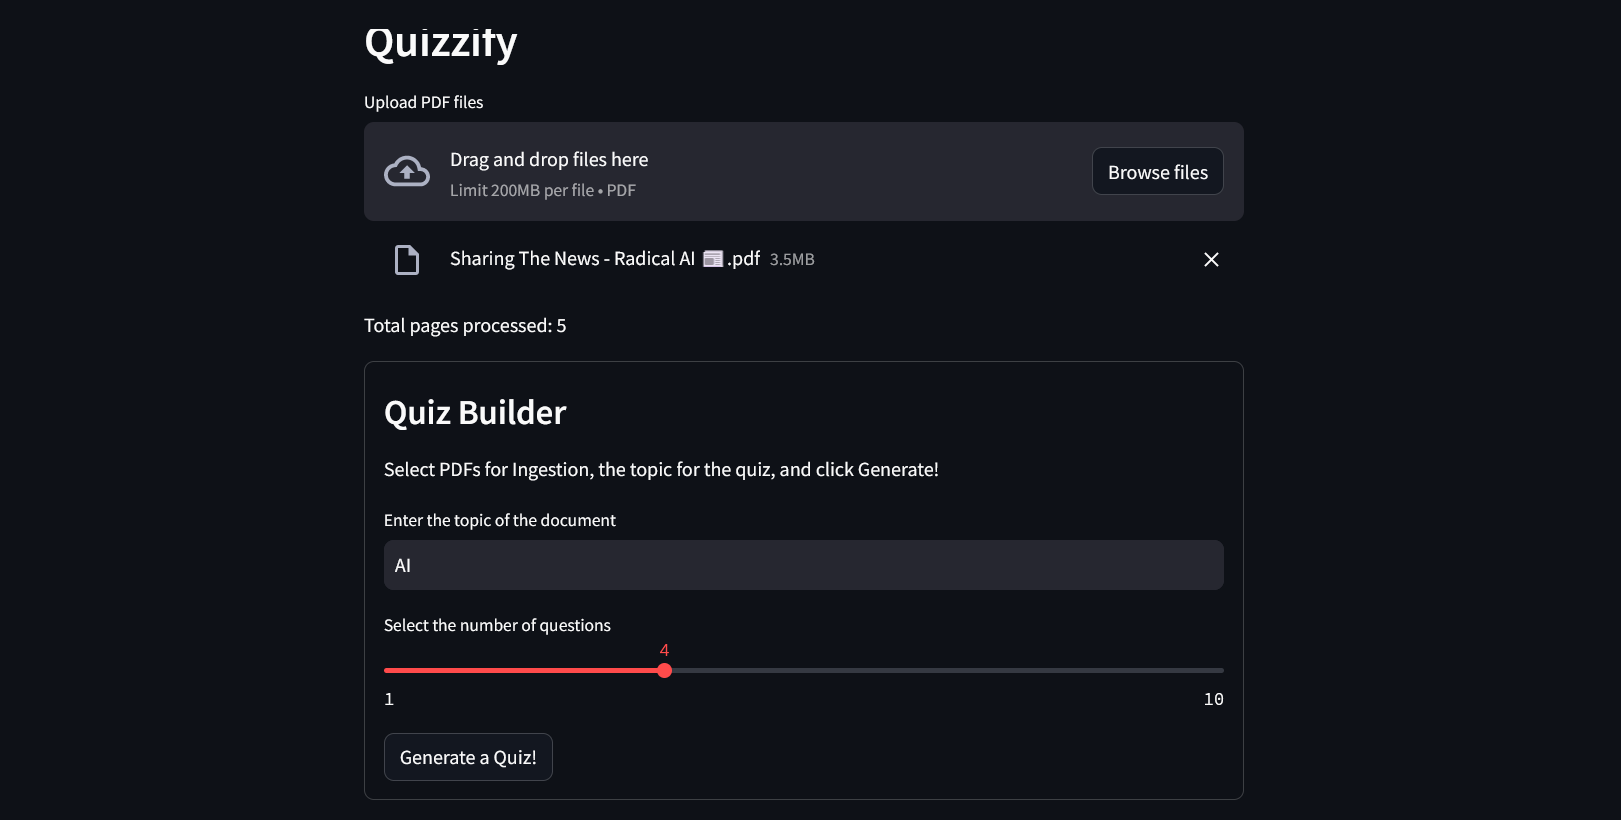 Quizzify
Upload PDF files
Drag and drop files here
Limit 200MB per file • PDF
Browse files
Sharing The News - Radical AI 📰.pdf 3.5MB
Total pages processed: 5
Quiz Builder
Select PDFs for Ingestion, the topic for the quiz, and click Generate!
Enter the topic of the document
AI
Select the number of questions
4
1 10
Generate a Quiz!